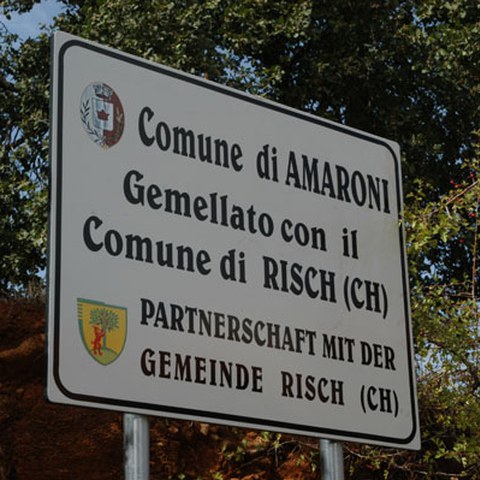 Comune di AMARONI
Gemellato con il
Comune di RISCH (CH)
PARTNERSCHAFT MIT DER
GEMEINDE RISCH (CH)